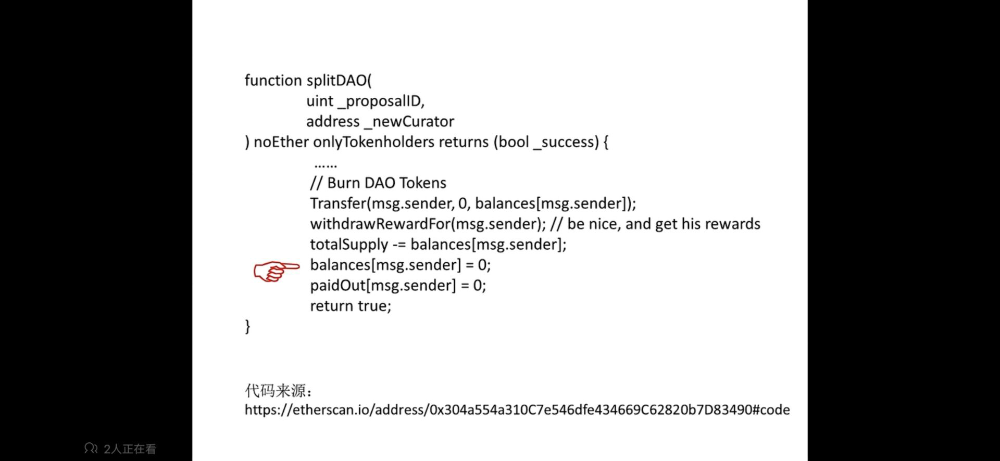 function splitDAO(
uint _proposalID,
address _newCurator
) noEther onlyTokenholders returns (bool _success) {
......
// Burn DAO Tokens
Transfer(msg.sender, 0, balances[msg.sender]);
withdrawRewardFor(msg.sender); // be nice, and get his rewards
totalSupply -= balances[msg.sender];
balances[msg.sender] = 0;
paidOut[msg.sender] = 0;
return true;
}
代码来源：
https://etherscan.io/address/0x304a554a310C7e546dfe434669C62820b7D83490#code
2人正在看